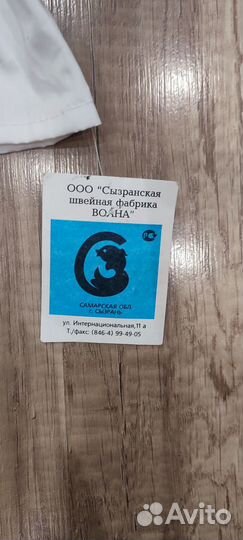 ООО "Сызранская
швейная фабрика
ВОЛНА"
САМАРСКАЯ ОБЛ.
г. СЫЗРАНЬ
ул. Интернациональная,11 а
Т./факс: (846-4) 99-49-05
Avito